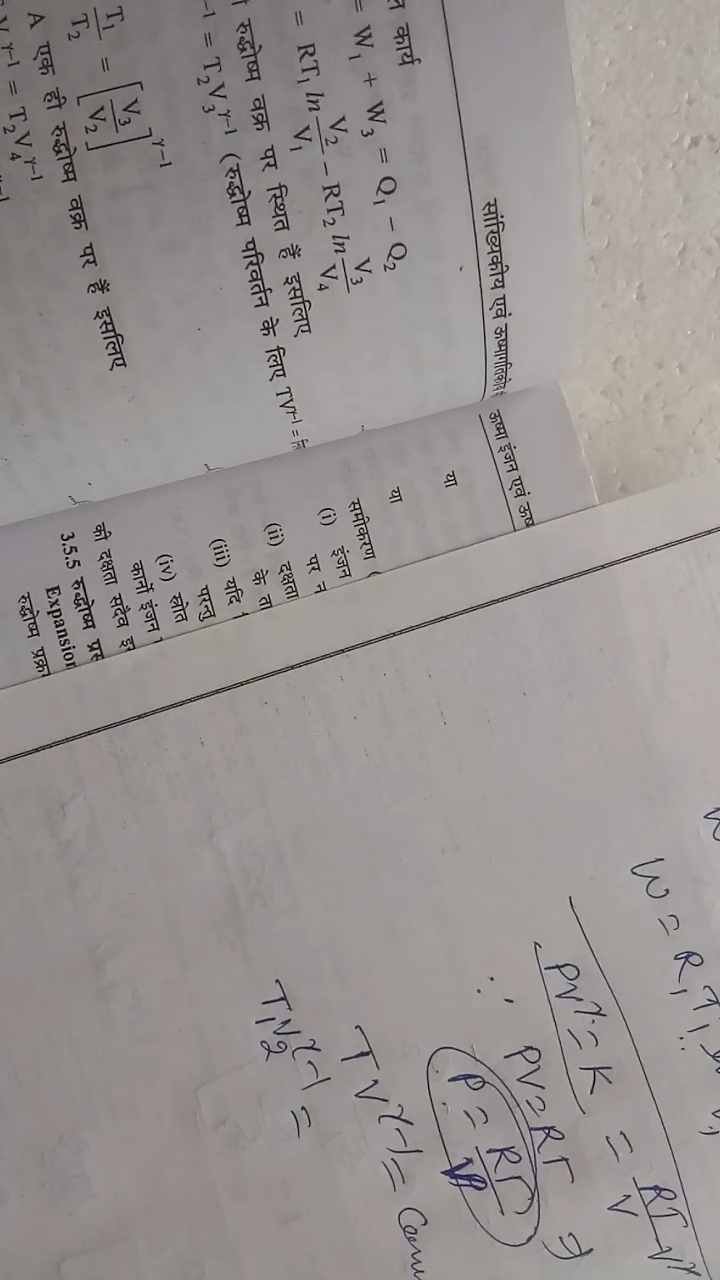 सांख्यिकीय एवं ऊष्मागतिकीय
कार्य
= W₁ + W₃ = Q₁ − Q₂
= RT₁ ln V₂/V₁ − RT₂ ln V₃/V₄
रुद्धोष्म वक्र पर स्थित हैं इसलिए
γ−1 = T₂V₃^γ−1 (रुद्धोष्म परिवर्तन के लिए TV^γ−1 =
T₁/T₂ = [V₃/V₂]^γ−1
A एक ही रुद्धोष्म वक्र पर हैं इसलिए
γ−1 = T₂V₄^γ−1
ऊष्मा इंजन एवं
या
या
समीकरण (
(i) इंजन
पर
(ii) दक्षता
के
(iii) यदि
परन्तु
(iv) स्रोत
कार्नो इंजन
की दक्षता सदैव
3.5.5 रुद्धोष्म
Expansion
रुद्धोष्म
W = R, T,
PV^γ = K = RT/V V^γ
∵ PV = RT ⇒
P = RT/V
TV^γ−1 =
T₁V₂^γ−1 =